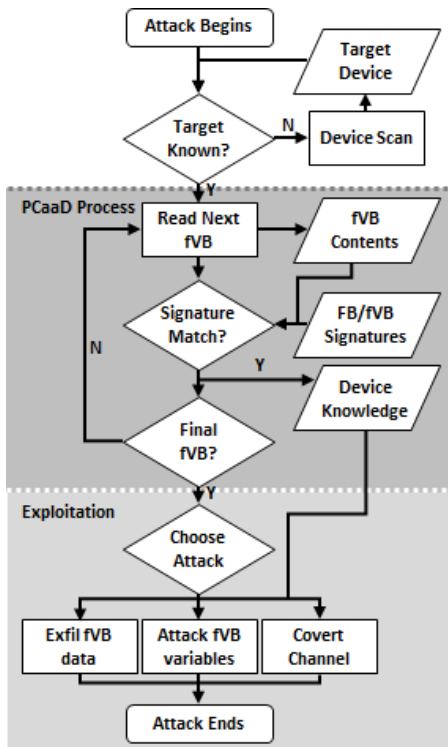 Attack Begins
Target
Device
Target
Known?
N
Device Scan
Y
PCaaD Process
Read Next
fVB
fVB
Contents
Signature
Match?
FB/fVB
Signatures
N
Y
Device
Knowledge
Final
fVB?
Y
Exploitation
Choose
Attack
Exfil fVB
data
Attack fVB
variables
Covert
Channel
Attack Ends